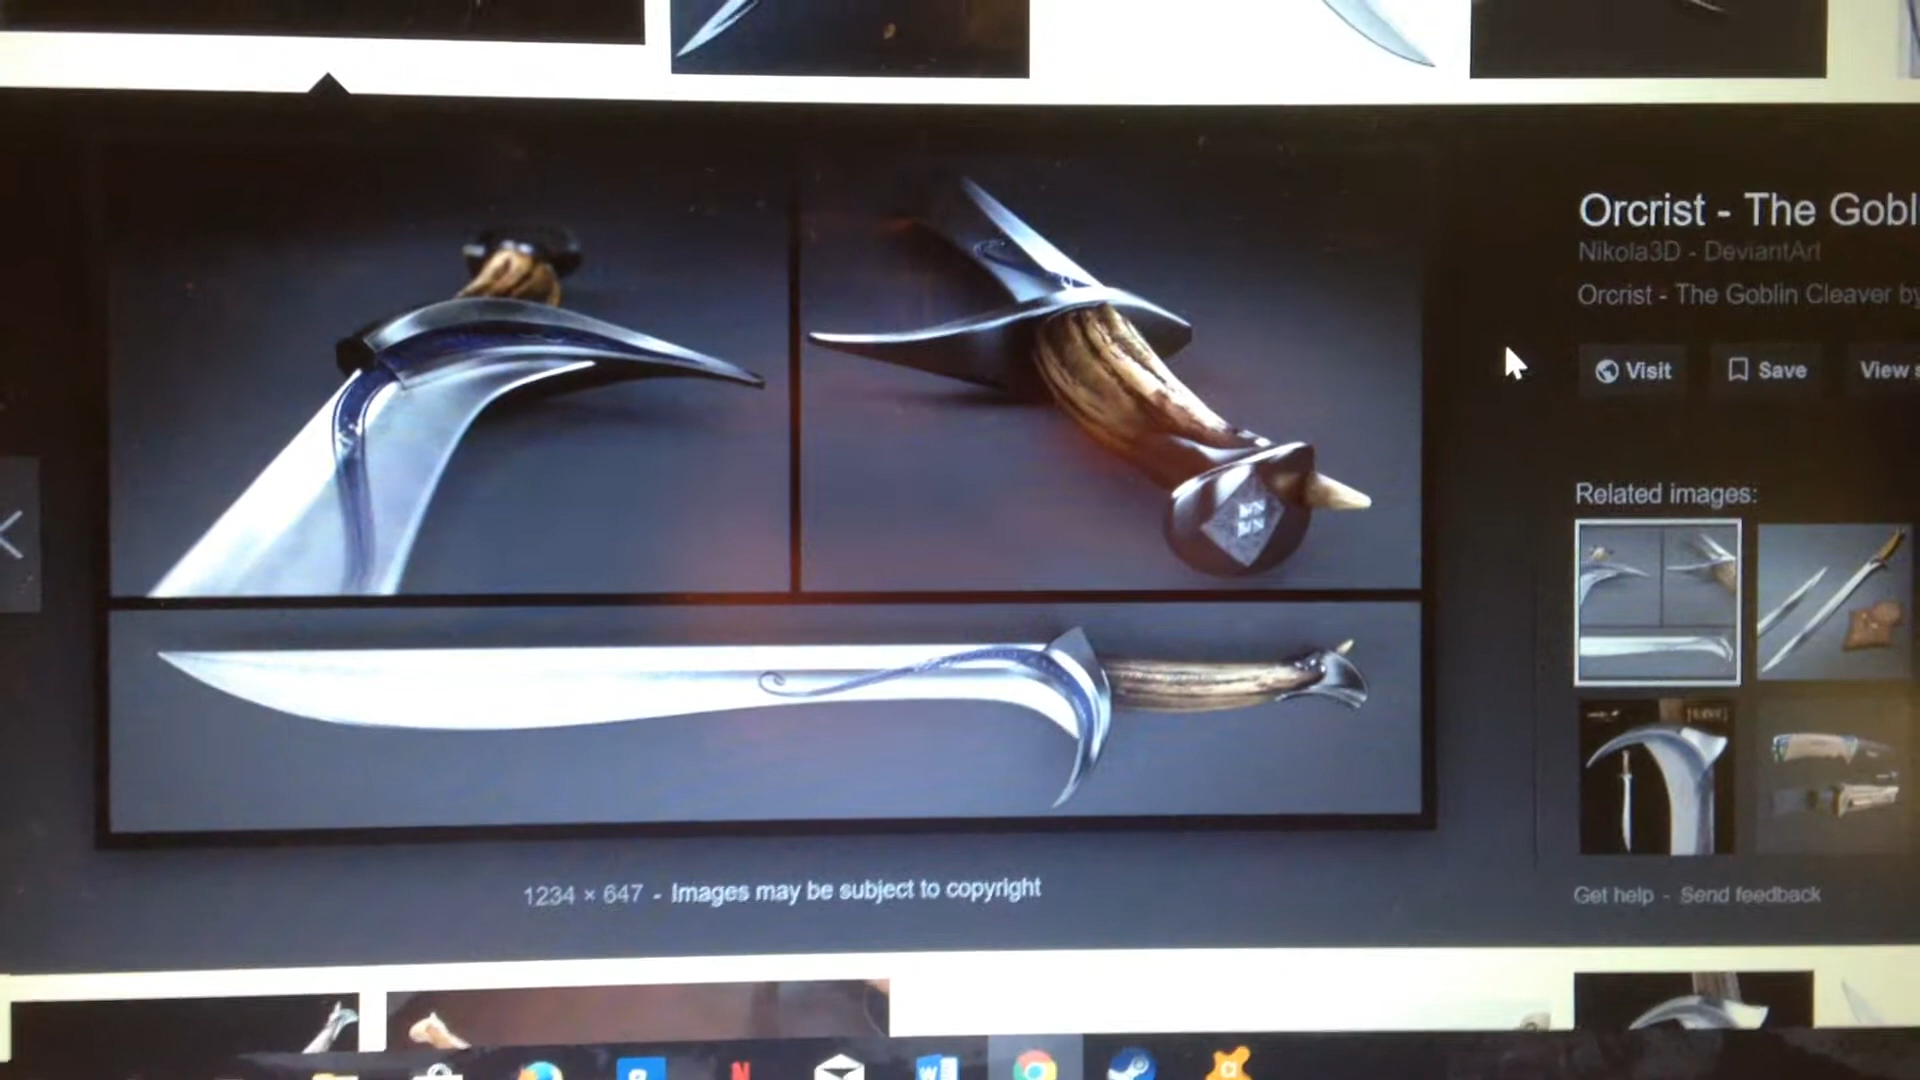 Orcrist - The Gobl
Nikola3D - DeviantArt
Orcrist - The Goblin Cleaver by
Visit
Save
View s
Related images:
1234 × 647 - Images may be subject to copyright
Get help - Send feedback